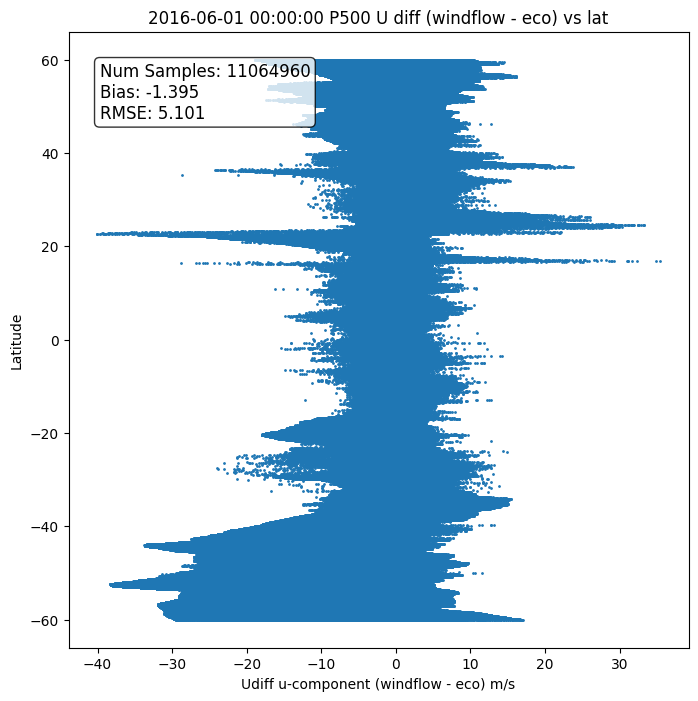 2016-06-01 00:00:00 P500 U diff (windflow - eco) vs lat
Num Samples: 11064960
Bias: -1.395
RMSE: 5.101
60
40
20
0
−20
−40
−60
Latitude
−40 −30 −20 −10 0 10 20 30
Udiff u-component (windflow - eco) m/s